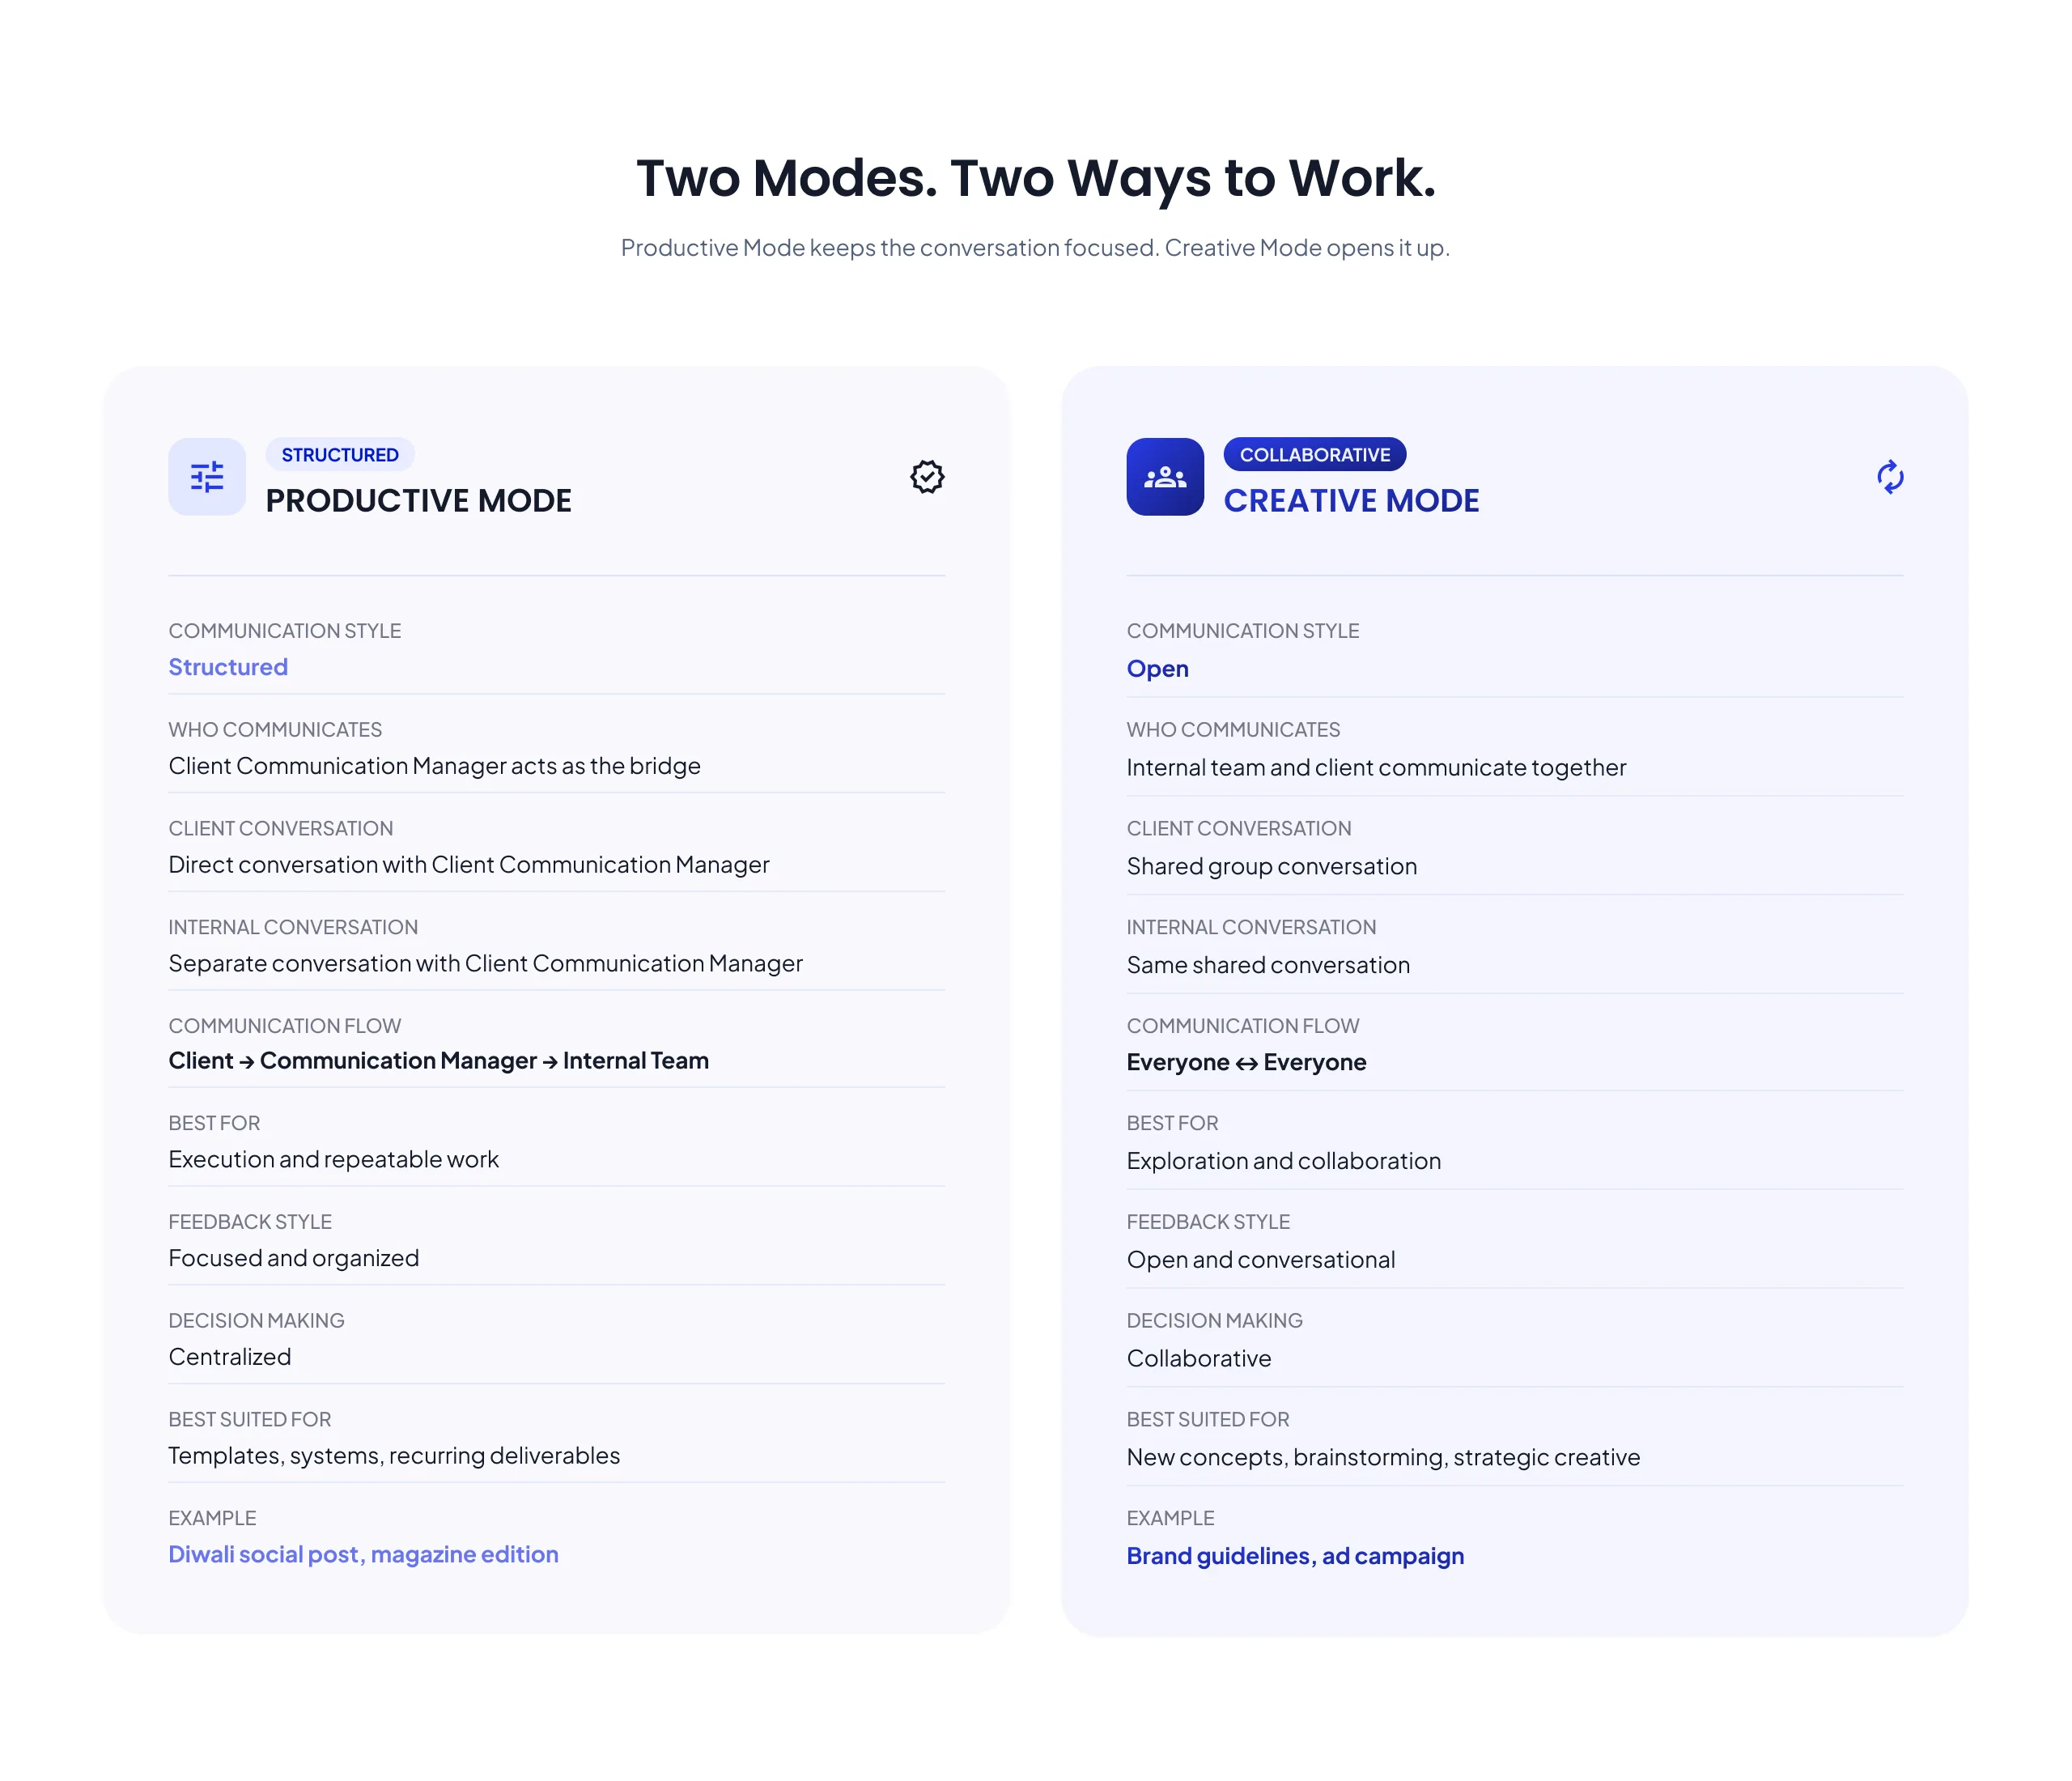 Two Modes. Two Ways to Work.
Productive Mode keeps the conversation focused. Creative Mode opens it up.
STRUCTURED
PRODUCTIVE MODE
COMMUNICATION STYLE
Structured
WHO COMMUNICATES
Client Communication Manager acts as the bridge
CLIENT CONVERSATION
Direct conversation with Client Communication Manager
INTERNAL CONVERSATION
Separate conversation with Client Communication Manager
COMMUNICATION FLOW
Client → Communication Manager → Internal Team
BEST FOR
Execution and repeatable work
FEEDBACK STYLE
Focused and organized
DECISION MAKING
Centralized
BEST SUITED FOR
Templates, systems, recurring deliverables
EXAMPLE
Diwali social post, magazine edition
COLLABORATIVE
CREATIVE MODE
COMMUNICATION STYLE
Open
WHO COMMUNICATES
Internal team and client communicate together
CLIENT CONVERSATION
Shared group conversation
INTERNAL CONVERSATION
Same shared conversation
COMMUNICATION FLOW
Everyone ↔ Everyone
BEST FOR
Exploration and collaboration
FEEDBACK STYLE
Open and conversational
DECISION MAKING
Collaborative
BEST SUITED FOR
New concepts, brainstorming, strategic creative
EXAMPLE
Brand guidelines, ad campaign